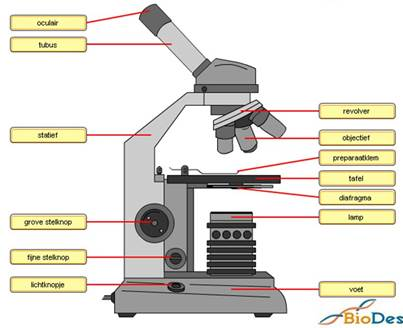 oculair
tubus
statief
grove stelknop
fijne stelknop
lichtknopje
revolver
objectief
preparaatklem
tafel
diafragma
lamp
voet
BioDes